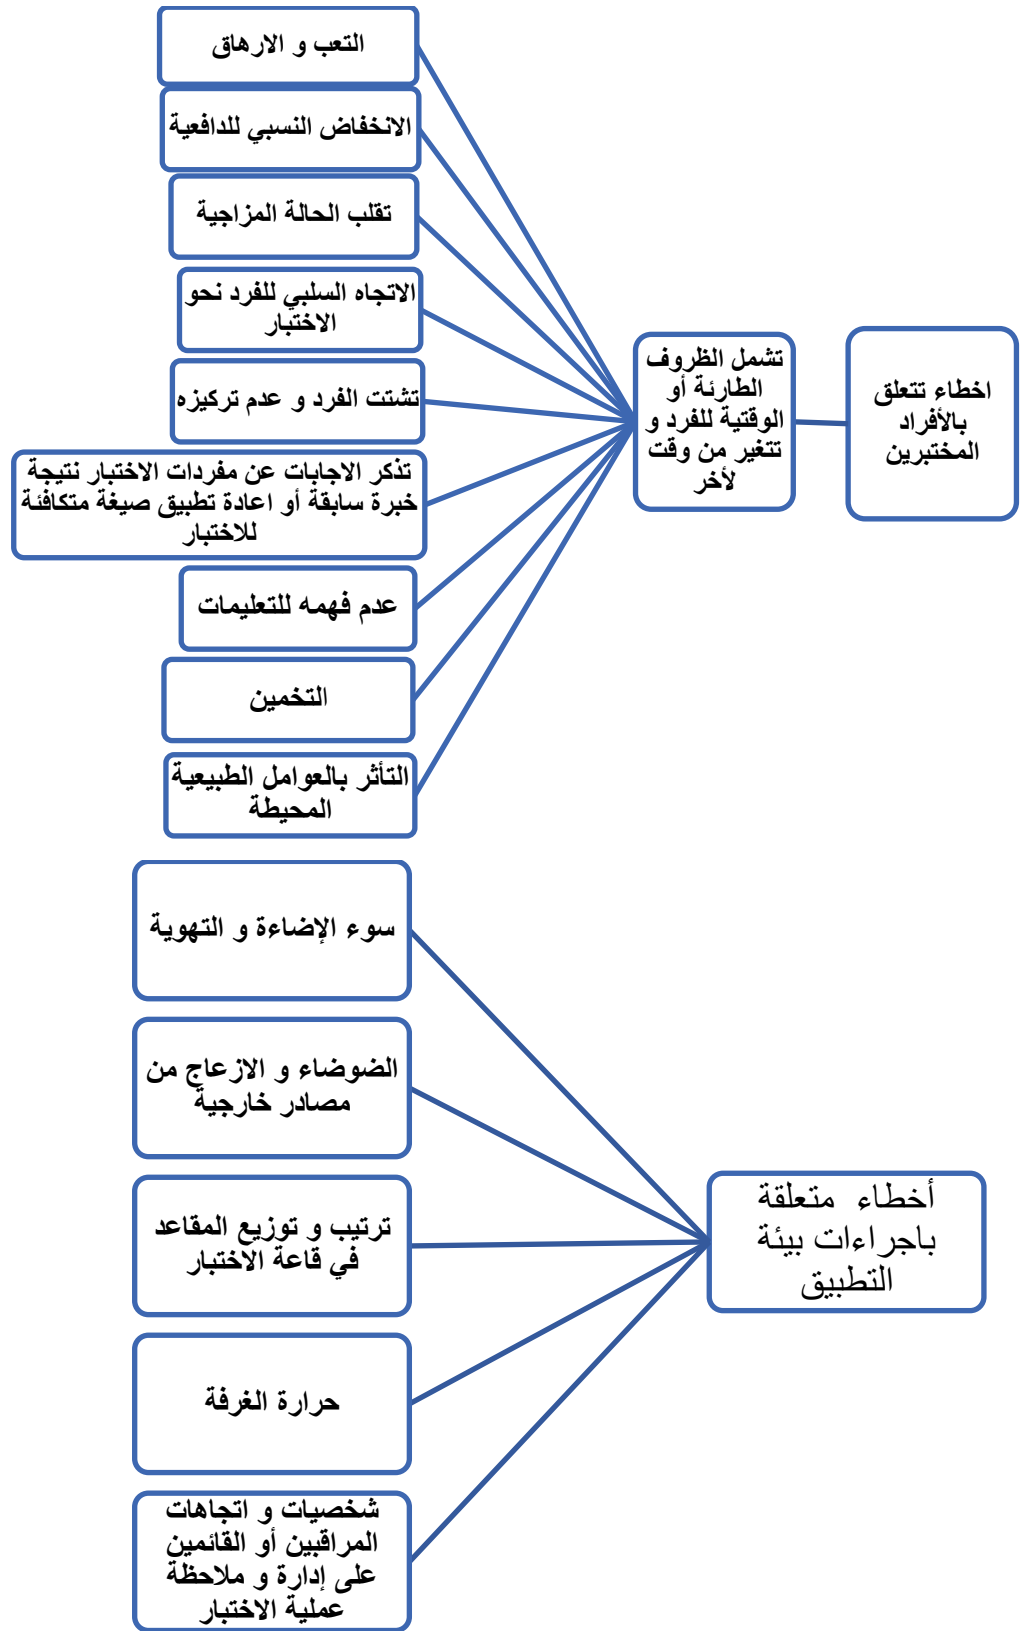 اخطاء تتعلق
بالأفراد
المختبرين
تشمل الظروف
الطارئة أو
الوقتية للفرد و
تتغير من وقت
لأخر
التعب و الارهاق
الانخفاض النسبي للدافعية
تقلب الحالة المزاجية
الاتجاه السلبي للفرد نحو
الاختبار
تشتت الفرد و عدم تركيزه
تذكر الاجابات عن مفردات الاختبار نتيجة
خبرة سابقة أو اعادة تطبيق صيغة متكافئة
للاختبار
عدم فهمه للتعليمات
التخمين
التأثر بالعوامل الطبيعية
المحيطة
أخطاء متعلقة
باجراءات بيئة
التطبيق
سوء الإضاءة و التهوية
الضوضاء و الازعاج من
مصادر خارجية
ترتيب و توزيع المقاعد
في قاعة الاختبار
حرارة الغرفة
شخصيات و اتجاهات
المراقبين أو القائمين
على إدارة و ملاحظة
عملية الاختبار